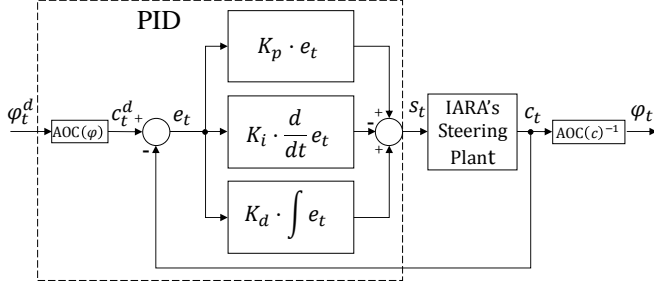 PID
K_p · e_t
φ_t^d
AOC(φ)
c_t^d
+
-
e_t
K_i · d/dt e_t
+
-
+
s_t
IARA's
Steering
Plant
c_t
AOC(c)^{-1}
φ_t
K_d · ∫ e_t